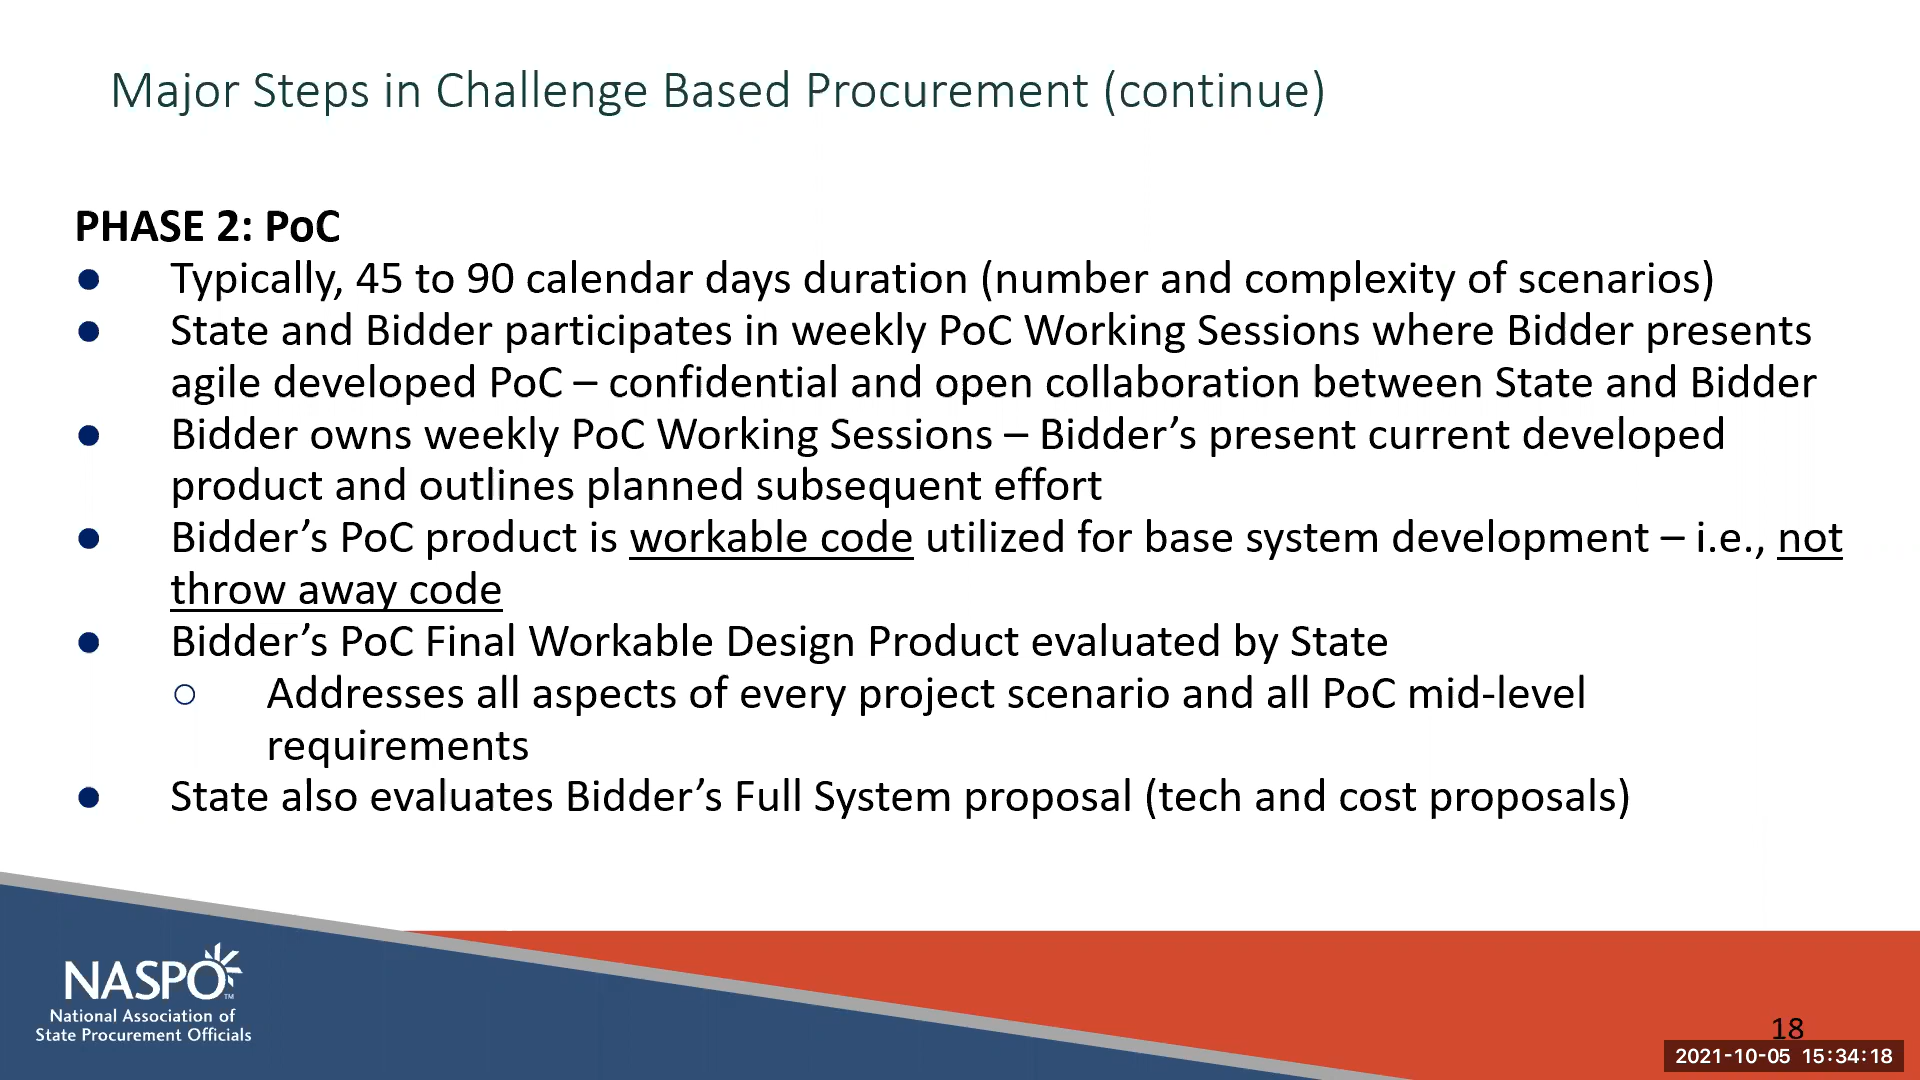 Major Steps in Challenge Based Procurement (continue)
PHASE 2: PoC
● Typically, 45 to 90 calendar days duration (number and complexity of scenarios)
● State and Bidder participates in weekly PoC Working Sessions where Bidder presents
agile developed PoC – confidential and open collaboration between State and Bidder
● Bidder owns weekly PoC Working Sessions – Bidder’s present current developed
product and outlines planned subsequent effort
● Bidder’s PoC product is workable code utilized for base system development – i.e., not
throw away code
● Bidder’s PoC Final Workable Design Product evaluated by State
○ Addresses all aspects of every project scenario and all PoC mid-level
requirements
● State also evaluates Bidder’s Full System proposal (tech and cost proposals)
NASPO™
National Association of
State Procurement Officials
18
2021-10-05 15:34:18